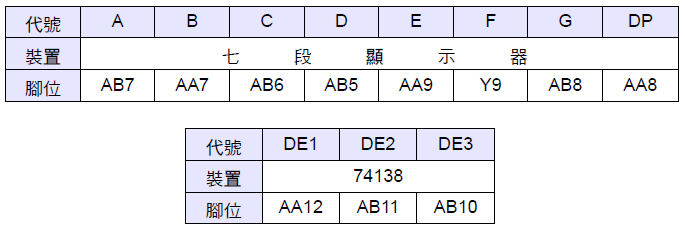 代號 A B C D E F G DP
裝置 七 段 顯 示 器
腳位 AB7 AA7 AB6 AB5 AA9 Y9 AB8 AA8
代號 DE1 DE2 DE3
裝置 74138
腳位 AA12 AB11 AB10